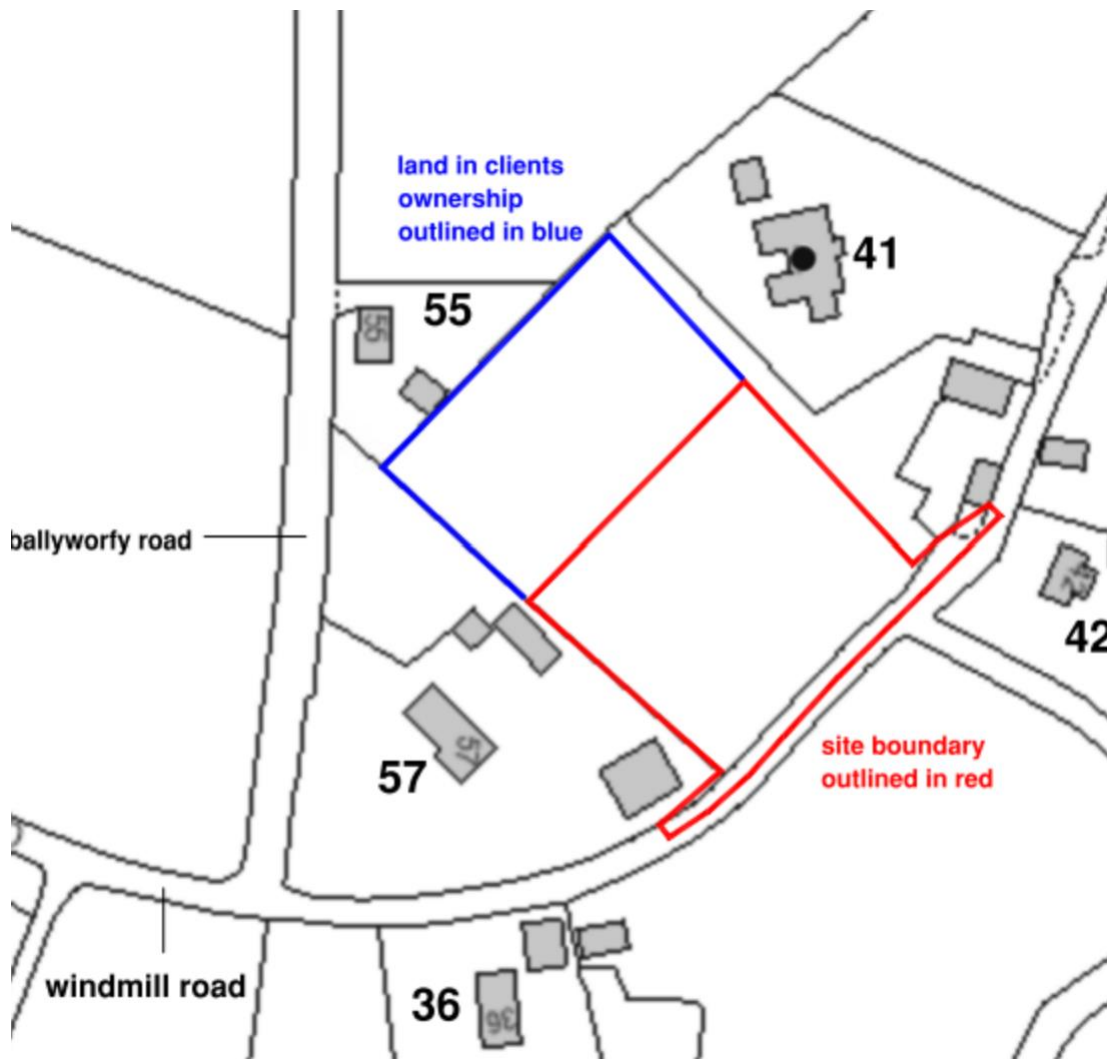 land in clients
ownership
outlined in blue
41
55
55
ballyworfy road
42
42
site boundary
outlined in red
57
57
windmill road
36
36